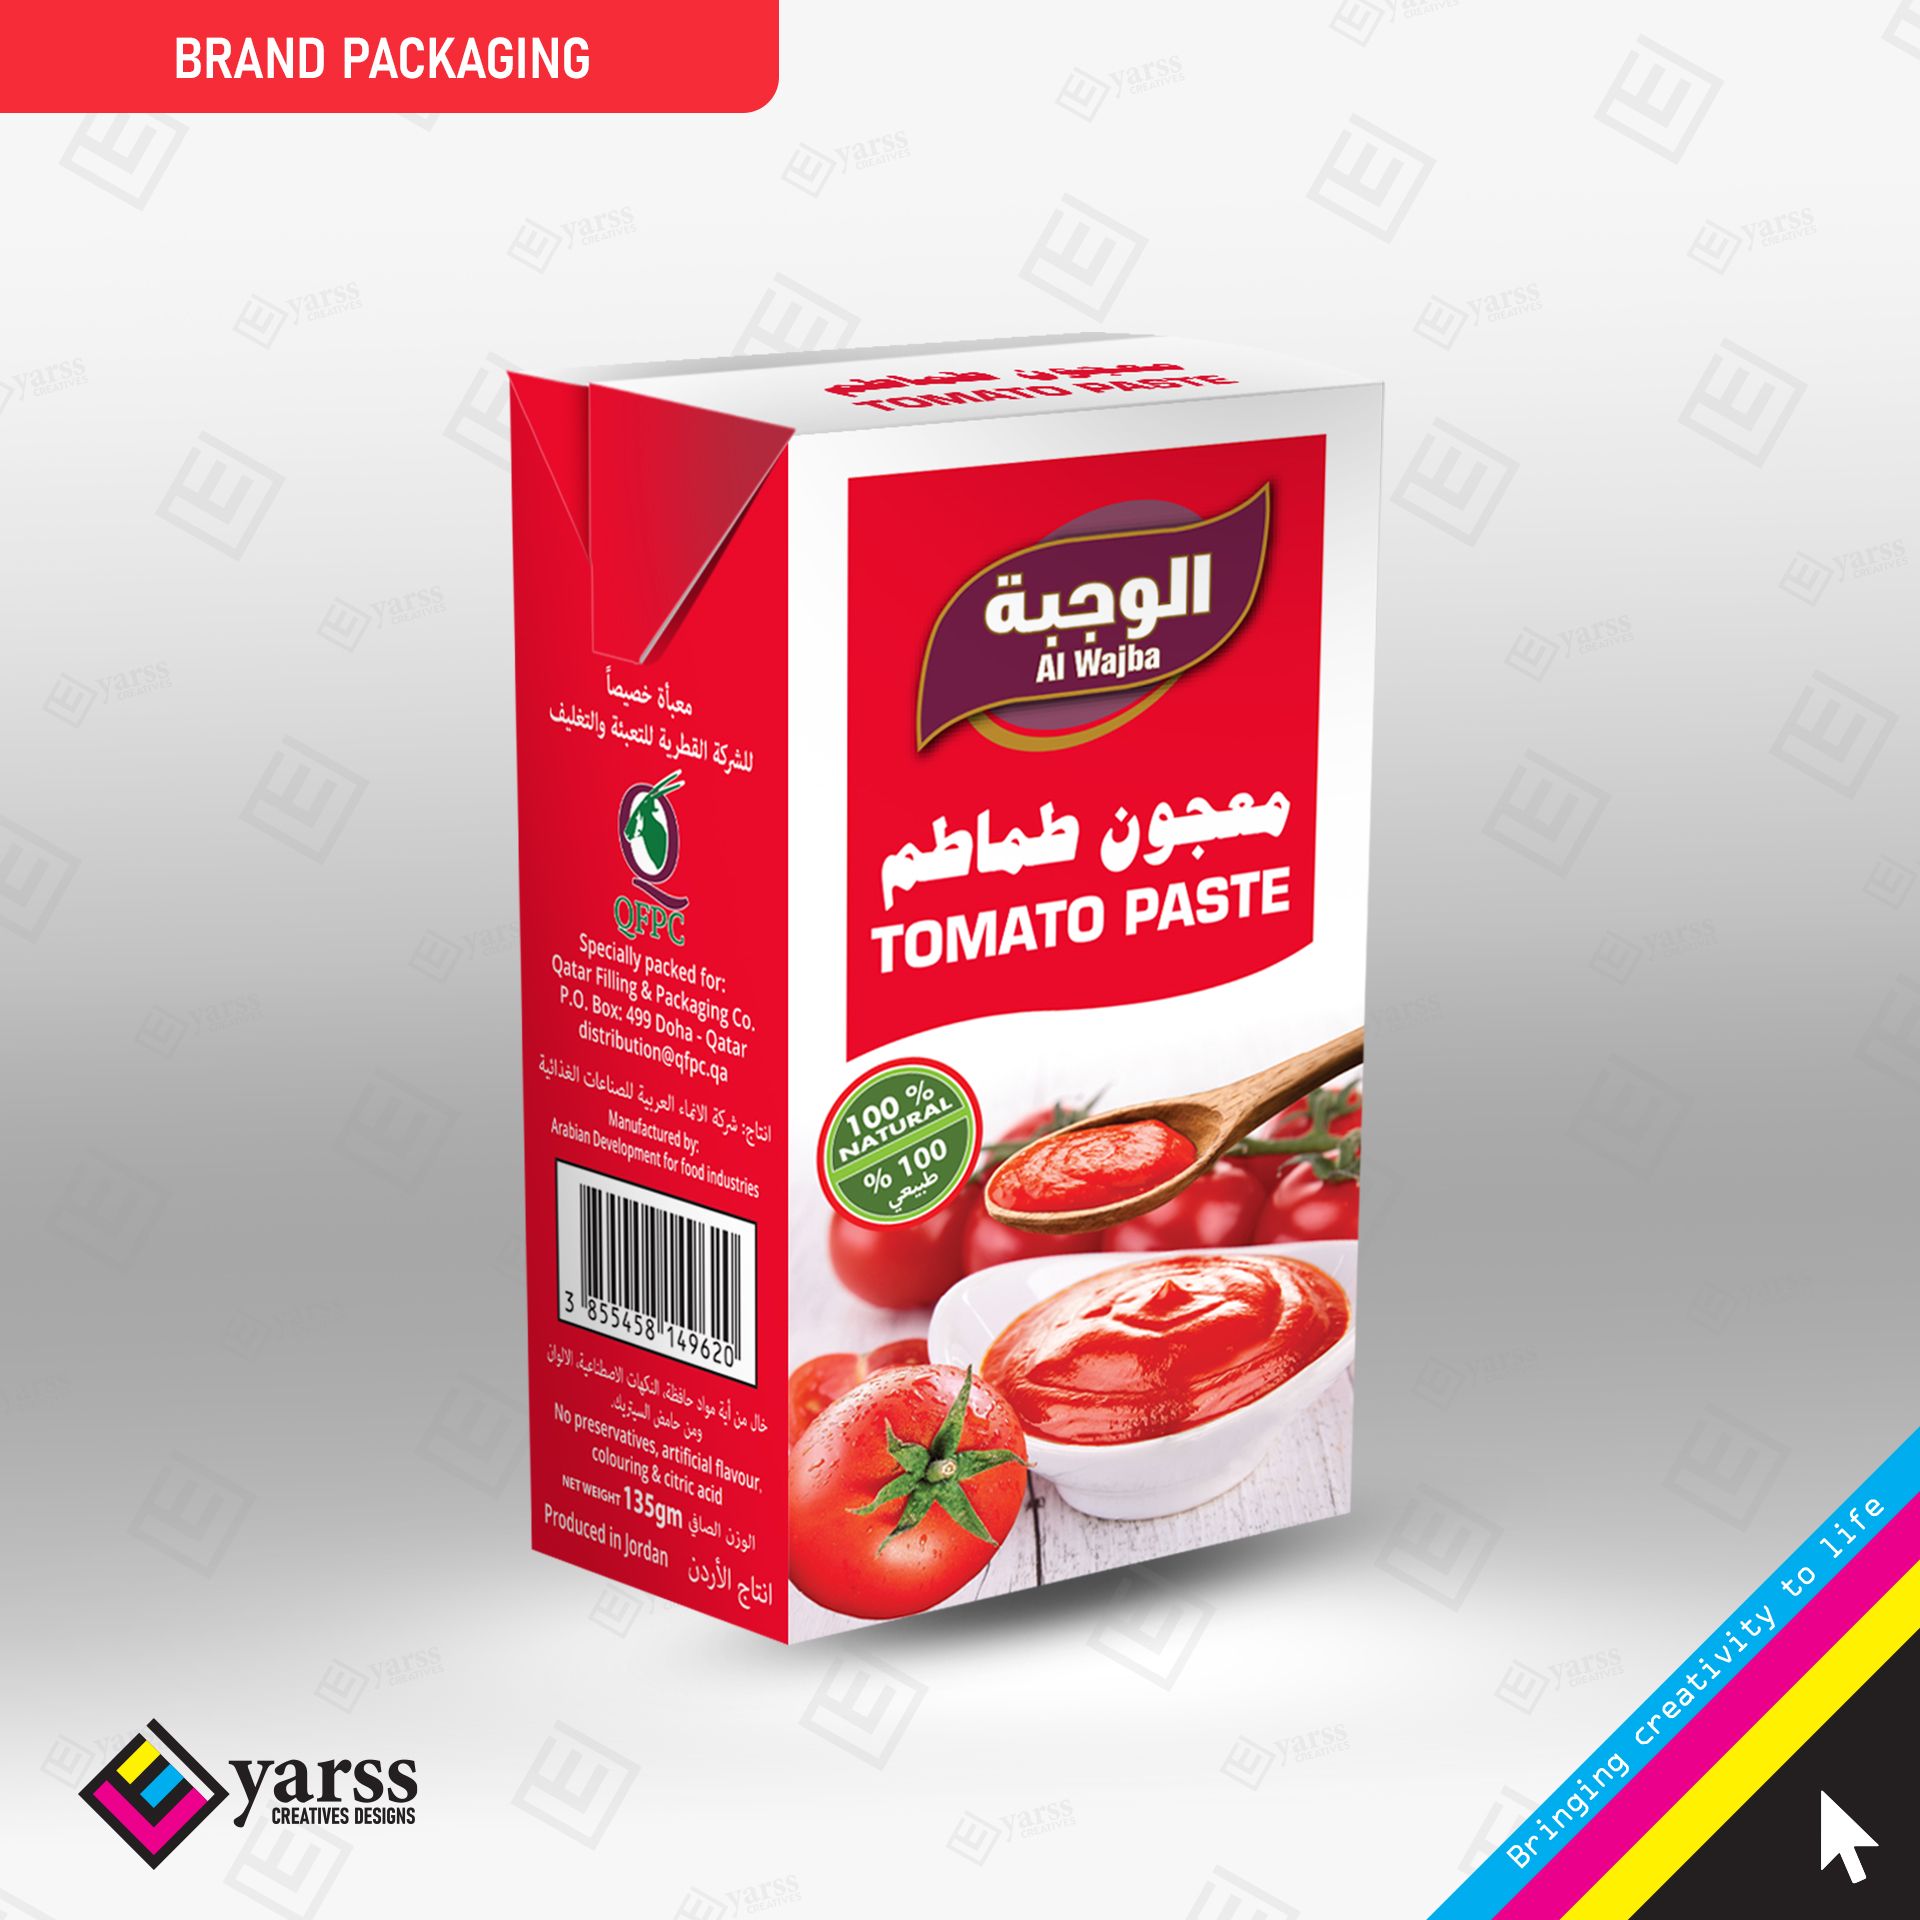 BRAND PACKAGING
معجون طماطم
TOMATO PASTE
الوجبة
Al Wajba
معجون طماطم
TOMATO PASTE
100 %
NATURAL
% 100
طبيعي
معبأة خصيصاً
للشركة القطرية للتعبئة والتغليف
QFPC
Specially packed for:
Qatar Filling & Packaging Co.
P.O. Box: 499 Doha - Qatar
distribution@qfpc.qa
انتاج: شركة الانماء العربية للصناعات الغذائية
Manufactured by:
Arabian Development for food industries
3 855458 149620
خال من أية مواد حافظة، النكهات الاصطناعية، الالوان
ومن حامض السيتريك.
No preservatives, artificial flavour,
colouring & citric acid
NET WEIGHT 135gm الوزن الصافي
Produced in Jordan انتاج الأردن
Eyarss
CREATIVES DESIGNS
Bringing creativity to life